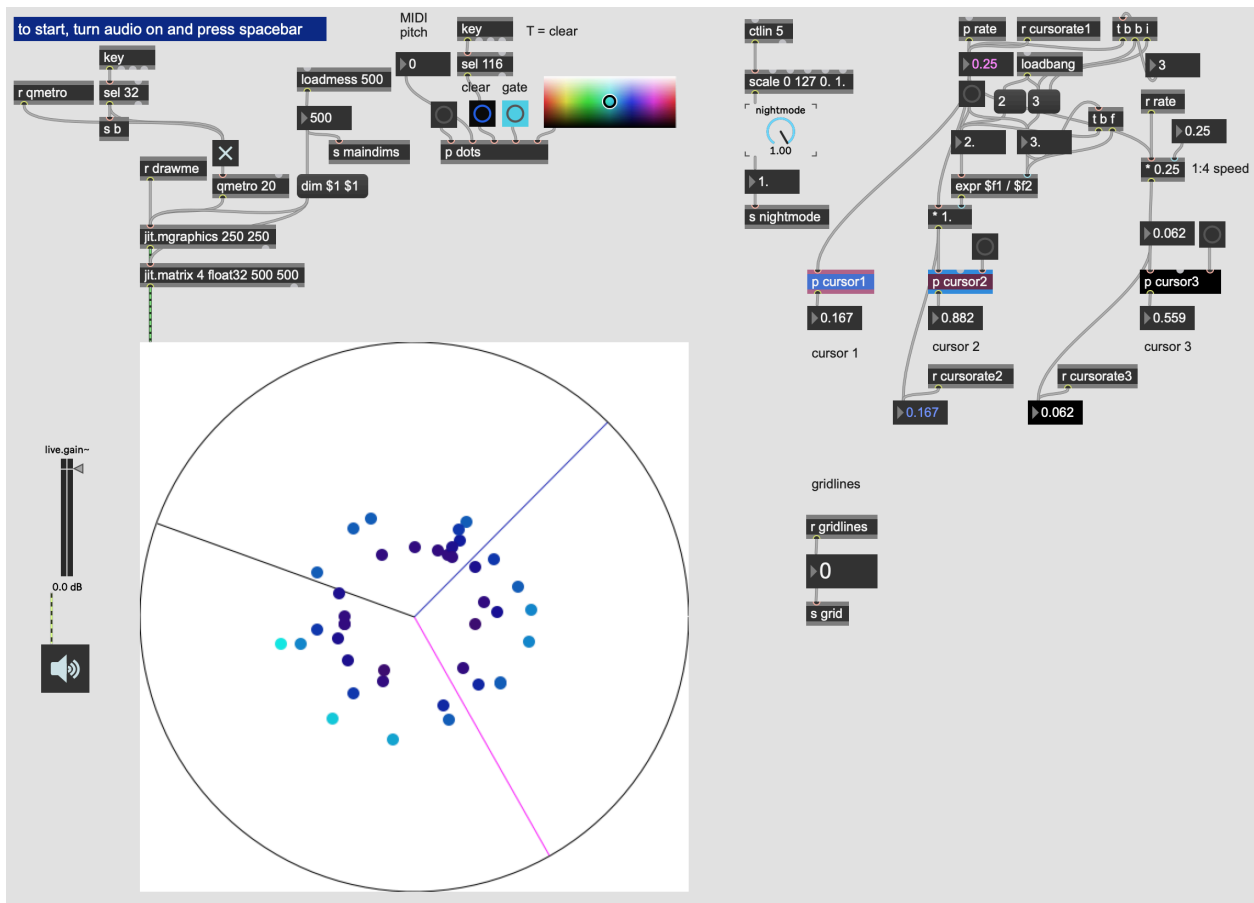 to start, turn audio on and press spacebar
key
r qmetro
sel 32
s b
r drawme
qmetro 20
jit.mgraphics 250 250
jit.matrix 4 float32 500 500
loadmess 500
500
s maindims
dim $1 $1
MIDI
pitch
0
key
T = clear
sel 116
clear
gate
p dots
live.gain~
0.0 dB
ctlin 5
scale 0 127 0. 1.
nightmode
1.00
1.
s nightmode
p rate
r cursorate1
t b b i
0.25
loadbang
3
2
3
r rate
t b f
0.25
2.
3.
* 0.25
1:4 speed
expr $f1 / $f2
* 1.
0.062
p cursor1
p cursor2
p cursor3
0.167
0.882
0.559
cursor 1
cursor 2
cursor 3
r cursorate2
r cursorate3
0.167
0.062
gridlines
r gridlines
0
s grid